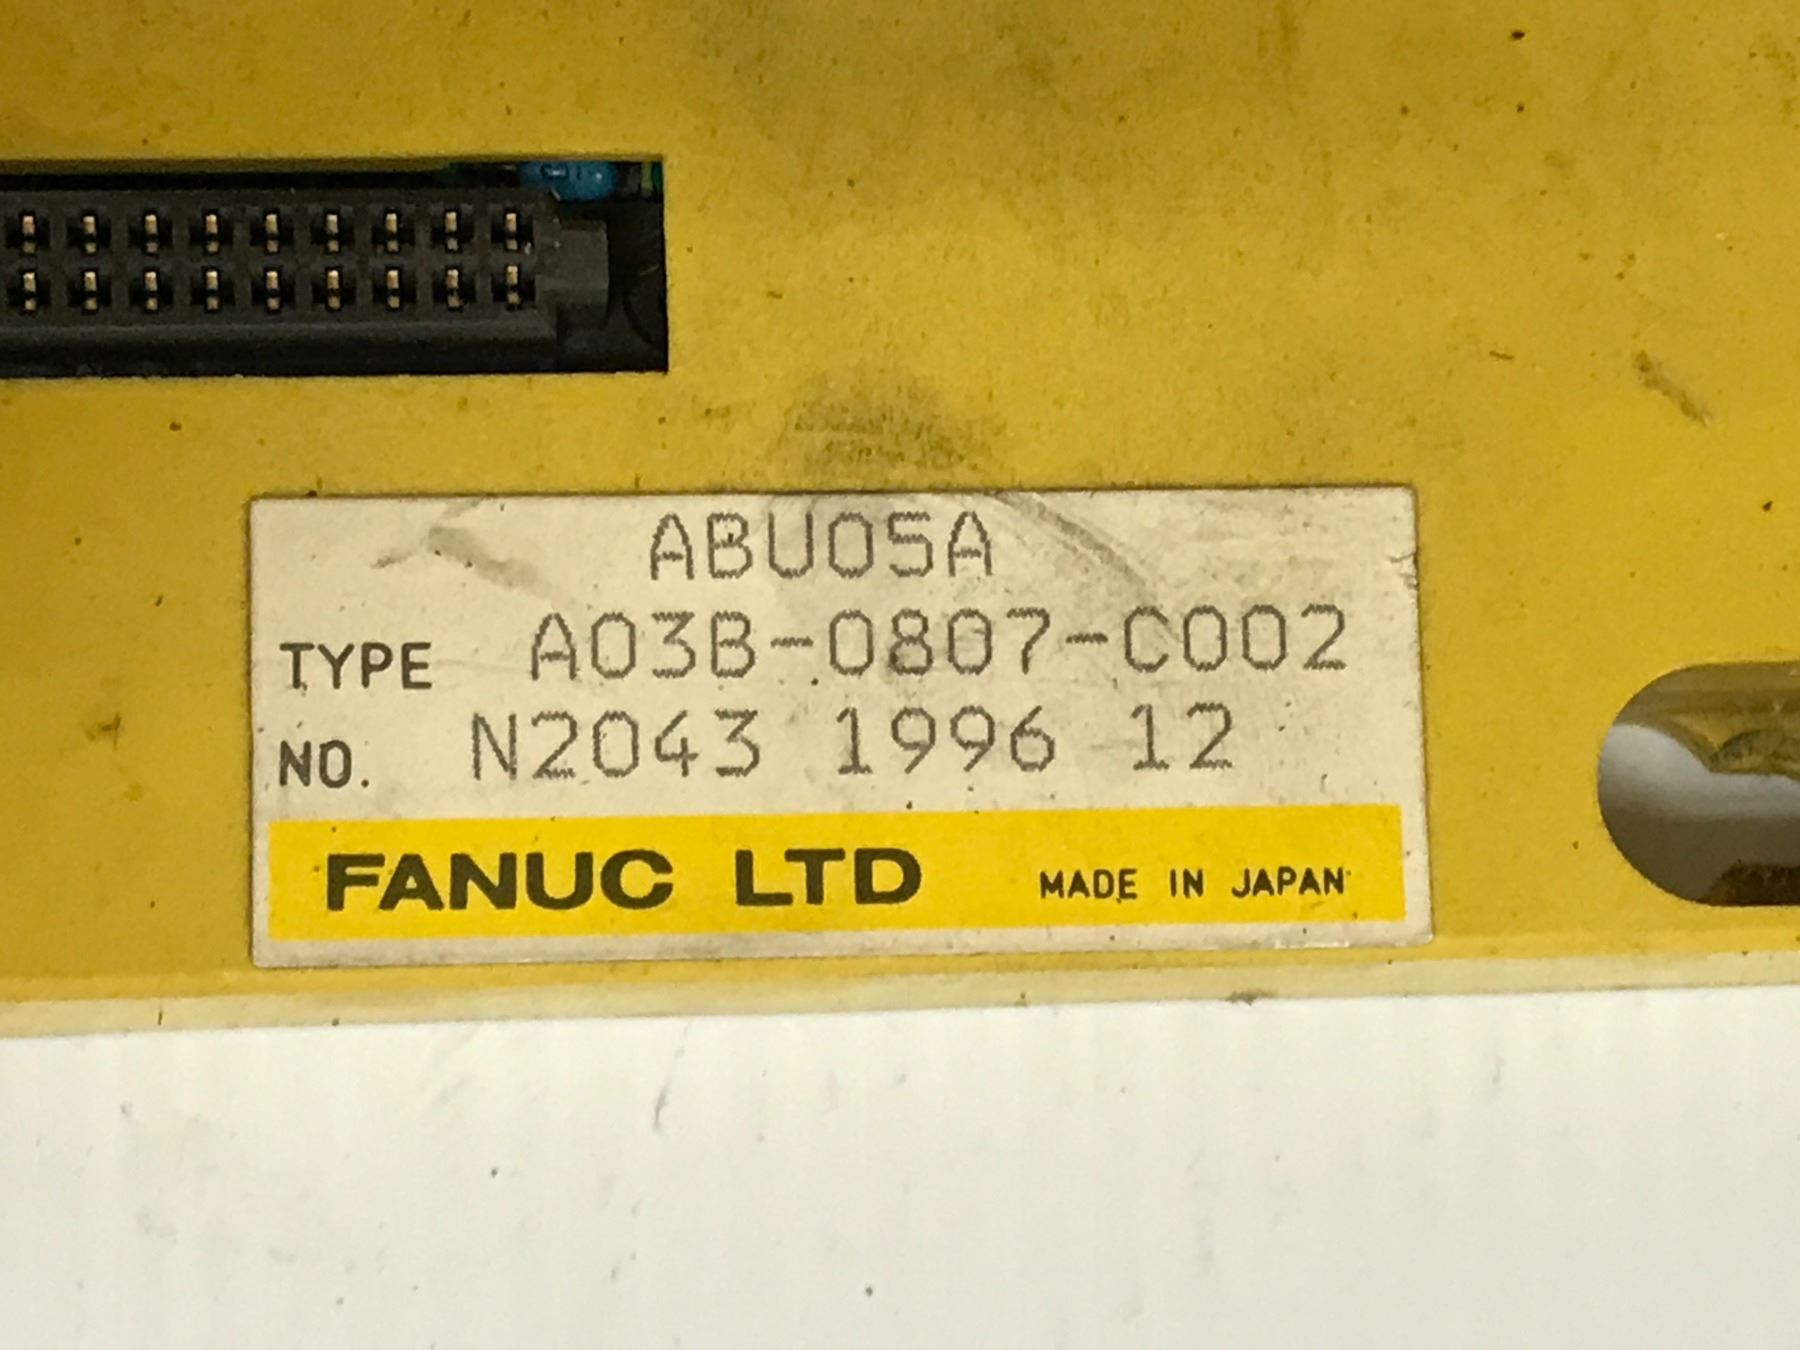 ABU05A
TYPE A03B-0807-C002
NO. N2043 1996 12
FANUC LTD MADE IN JAPAN